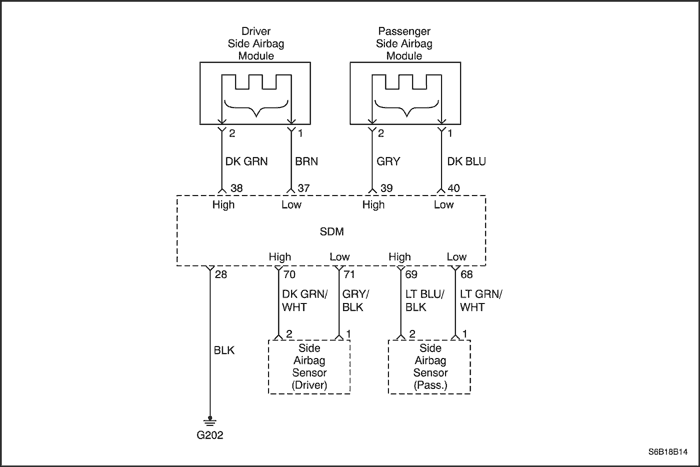 Driver
Side Airbag
Module
Passenger
Side Airbag
Module
2 1 2 1
DK GRN BRN GRY DK BLU
38 37 39 40
High Low High Low
SDM
High Low High Low
28 70 71 69 68
DK GRN/
WHT
GRY/
BLK
LT BLU/
BLK
LT GRN/
WHT
BLK
2 1 2 1
Side
Airbag
Sensor
(Driver)
Side
Airbag
Sensor
(Pass.)
G202
S6B18B14